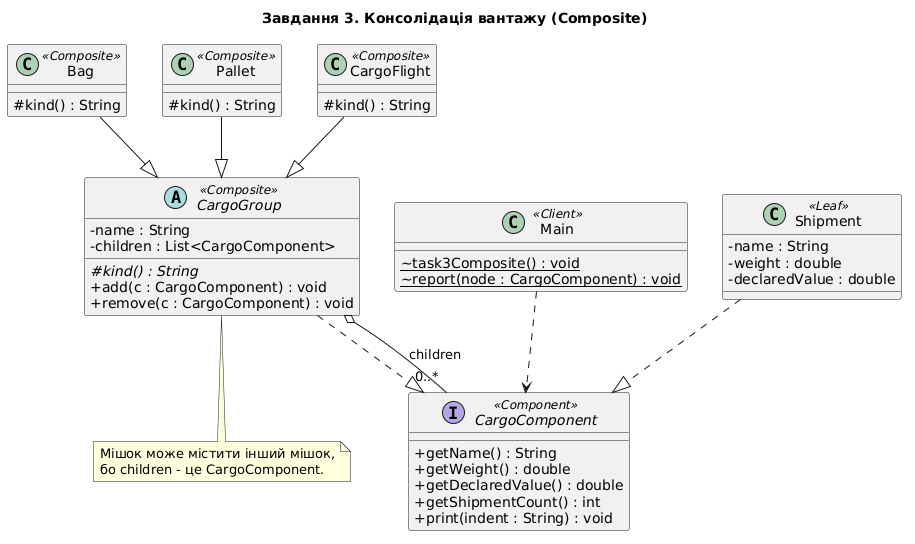 Завдання 3. Консолідація вантажу (Composite)
C «Composite»
Bag
#kind() : String
C «Composite»
Pallet
#kind() : String
C «Composite»
CargoFlight
#kind() : String
A «Composite»
CargoGroup
-name : String
-children : List<CargoComponent>
#kind() : String
+add(c : CargoComponent) : void
+remove(c : CargoComponent) : void
C «Client»
Main
~task3Composite() : void
~report(node : CargoComponent) : void
C «Leaf»
Shipment
-name : String
-weight : double
-declaredValue : double
children
0..*
Мішок може містити інший мішок,
бо children - це CargoComponent.
I «Component»
CargoComponent
+getName() : String
+getWeight() : double
+getDeclaredValue() : double
+getShipmentCount() : int
+print(indent : String) : void